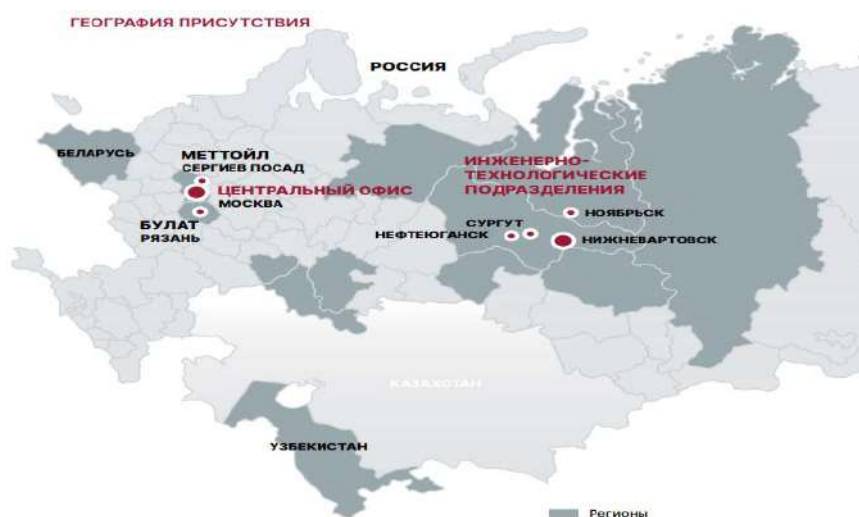 ГЕОГРАФИЯ ПРИСУТСТВИЯ
РОССИЯ
БЕЛАРУСЬ
МЕТТОЙЛ
СЕРГИЕВ ПОСАД
ЦЕНТРАЛЬНЫЙ ОФИС
МОСКВА
БУЛАТ
РЯЗАНЬ
ИНЖЕНЕРНО-
ТЕХНОЛОГИЧЕСКИЕ
ПОДРАЗДЕЛЕНИЯ
НОЯБРЬСК
СУРГУТ
НЕФТЕЮГАНСК
НИЖНЕВАРТОВСК
КАЗАХСТАН
УЗБЕКИСТАН
Регионы